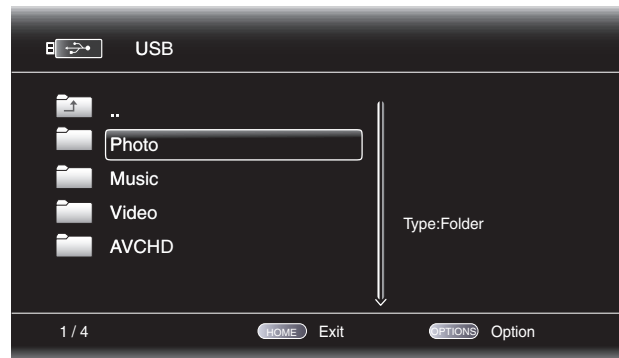 USB
..
Photo
Music
Video
Type:Folder
AVCHD
1 / 4 HOME Exit OPTIONS Option